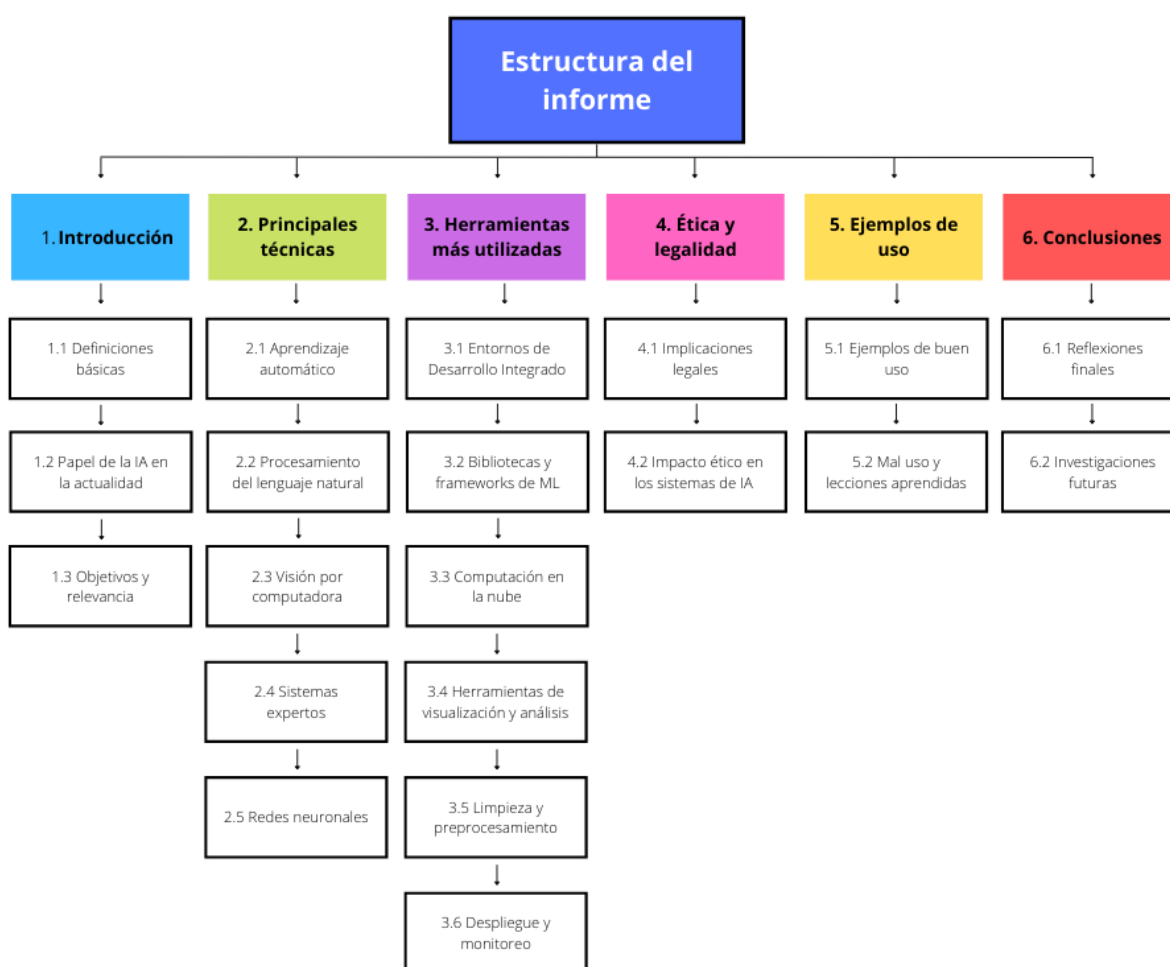 Estructura del
informe
1. Introducción
2. Principales
técnicas
3. Herramientas
más utilizadas
4. Ética y
legalidad
5. Ejemplos de
uso
6. Conclusiones
1.1 Definiciones
básicas
2.1 Aprendizaje
automático
3.1 Entornos de
Desarrollo Integrado
4.1 Implicaciones
legales
5.1 Ejemplos de buen
uso
6.1 Reflexiones
finales
1.2 Papel de la IA en
la actualidad
2.2 Procesamiento
del lenguaje natural
3.2 Bibliotecas y
frameworks de ML
4.2 Impacto ético en
los sistemas de IA
5.2 Mal uso y
lecciones aprendidas
6.2 Investigaciones
futuras
1.3 Objetivos y
relevancia
2.3 Visión por
computadora
3.3 Computación en
la nube
2.4 Sistemas
expertos
3.4 Herramientas de
visualización y análisis
2.5 Redes neuronales
3.5 Limpieza y
preprocesamiento
3.6 Despliegue y
monitoreo